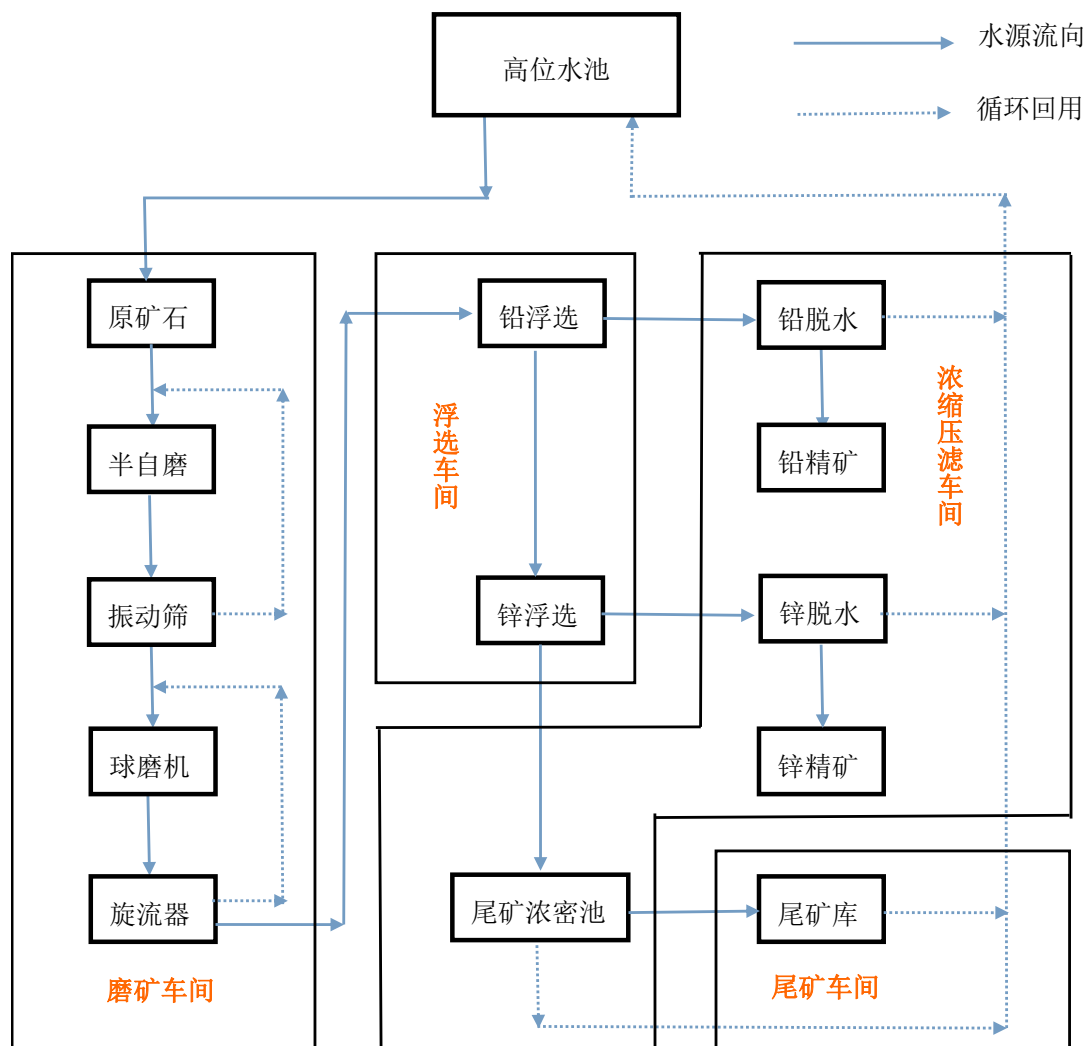 高位水池
水源流向
循环回用
原矿石
半自磨
振动筛
球磨机
旋流器
磨矿车间
铅浮选
浮选车间
锌浮选
铅脱水
铅精矿
浓缩压滤车间
锌脱水
锌精矿
尾矿浓密池
尾矿库
尾矿车间